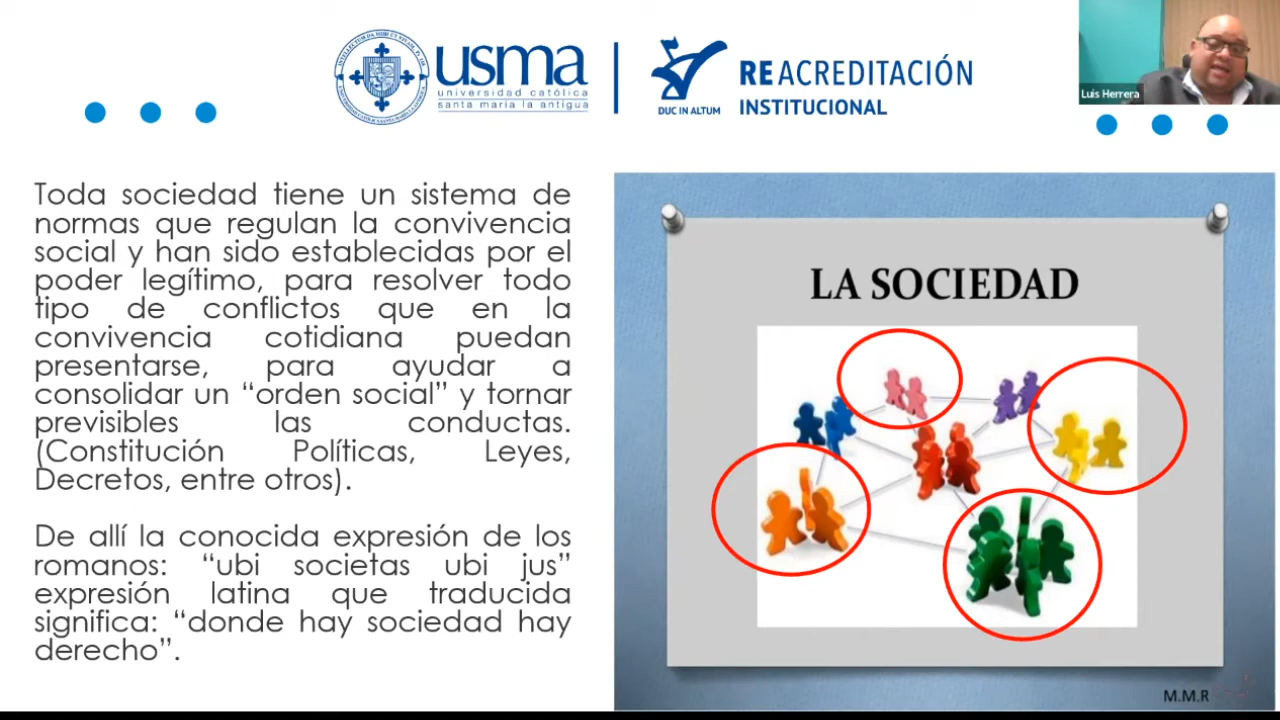 usma
universidad católica
santa maría la antigua
DUC IN ALTUM
REACREDITACIÓN
INSTITUCIONAL
Luis Herrera
Toda sociedad tiene un sistema de
normas que regulan la convivencia
social y han sido establecidas por el
poder legítimo, para resolver todo
tipo de conflictos que en la
convivencia cotidiana puedan
presentarse, para ayudar a
consolidar un “orden social” y tornar
previsibles las conductas.
(Constitución Políticas, Leyes,
Decretos, entre otros).
De allí la conocida expresión de los
romanos: “ubi societas ubi jus”
expresión latina que traducida
significa: “donde hay sociedad hay
derecho”.
LA SOCIEDAD
M.M.R